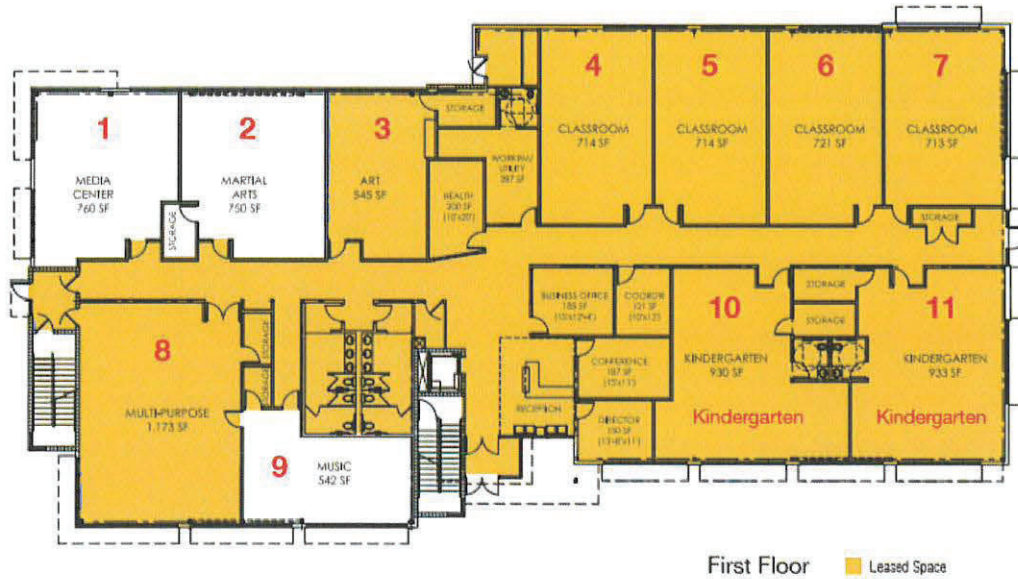 1
MEDIA
CENTER
760 SF
STORAGE
2
MARTIAL
ARTS
750 SF
3
ART
545 SF
STORAGE
HEALTH
200 SF
(10'x20')
UTILITY
4
CLASSROOM
714 SF
5
CLASSROOM
714 SF
6
CLASSROOM
721 SF
7
CLASSROOM
713 SF
STORAGE
8
MULTI-PURPOSE
1,173 SF
STORAGE
STORAGE
9
MUSIC
542 SF
BUSINESS OFFICE
CONFERENCE
RECEPTION
DIRECTOR
10
KINDERGARTEN
930 SF
Kindergarten
STORAGE
STORAGE
11
KINDERGARTEN
933 SF
Kindergarten
First Floor
Leased Space